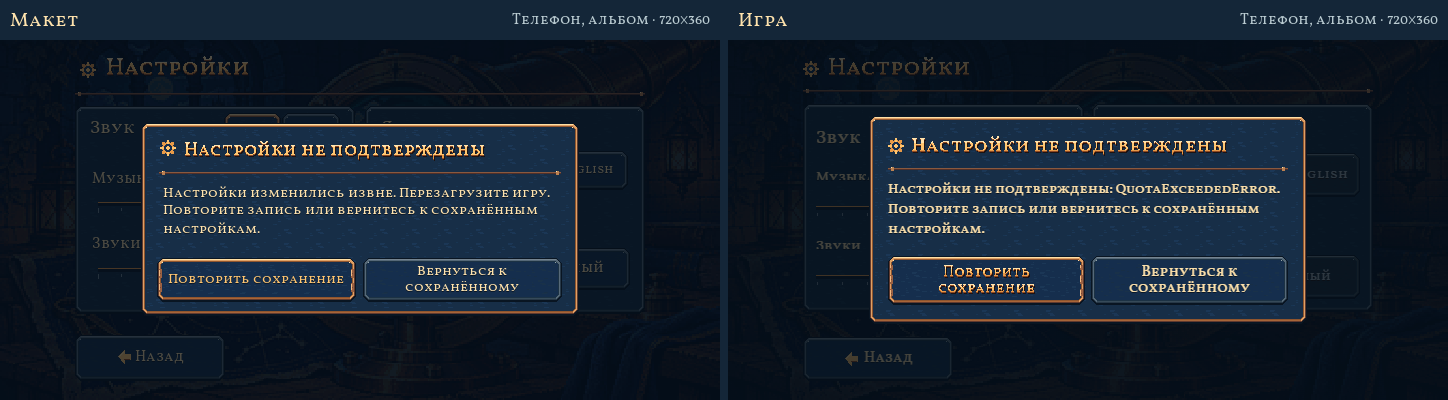 Макет
Телефон, альбом · 720×360
Настройки
Звук
Настройки не подтверждены
Настройки изменились извне. Перезагрузите игру.
Повторите запись или вернитесь к сохранённым
настройкам.
Звуки
Повторить сохранение
Вернуться к
сохранённому
Назад
Игра
Телефон, альбом · 720×360
Настройки
Звук
Настройки не подтверждены
Настройки не подтверждены: QuotaExceededError.
Повторите запись или вернитесь к сохранённым
настройкам.
Звуки
Повторить
сохранение
Вернуться к
сохранённому
Назад